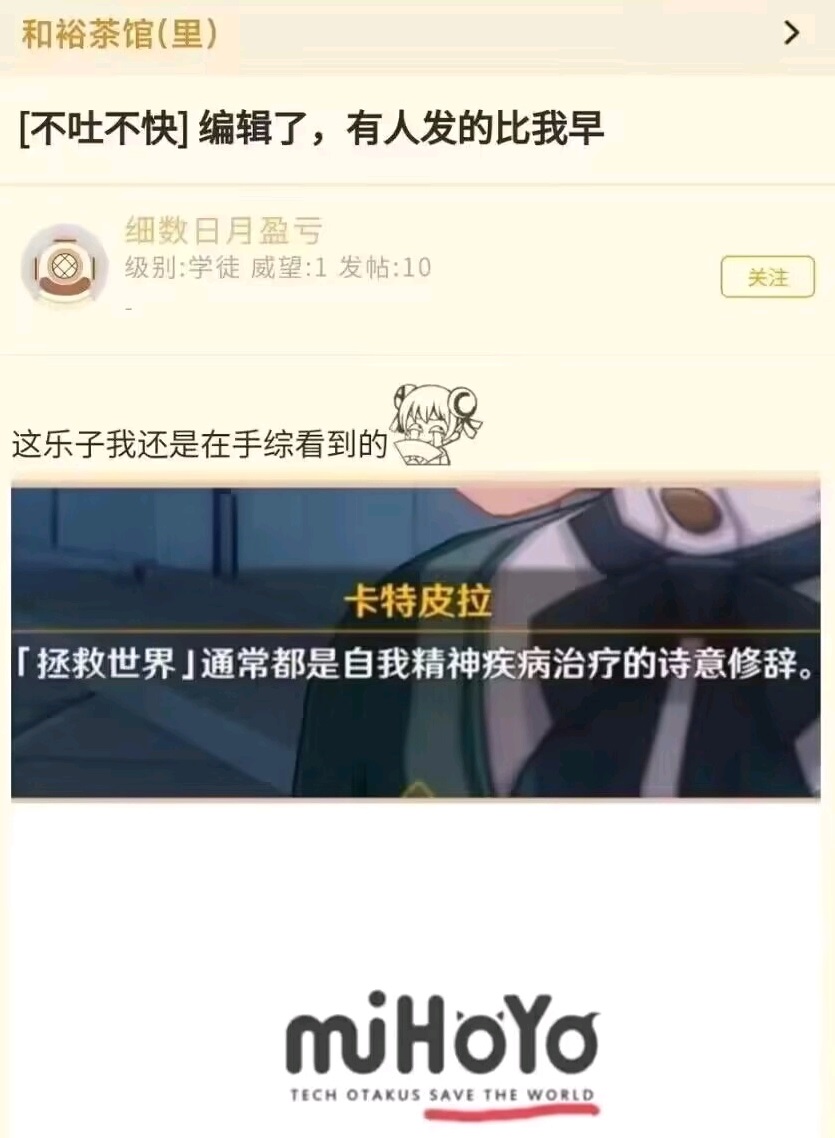 和裕茶馆(里)
[不吐不快] 编辑了，有人发的比我早
细数日月盈亏
级别:学徒 威望:1 发帖:10
关注
-
这乐子我还是在手综看到的
卡特皮拉
「拯救世界」通常都是自我精神疾病治疗的诗意修辞。
miHoYo
TECH OTAKUS SAVE THE WORLD